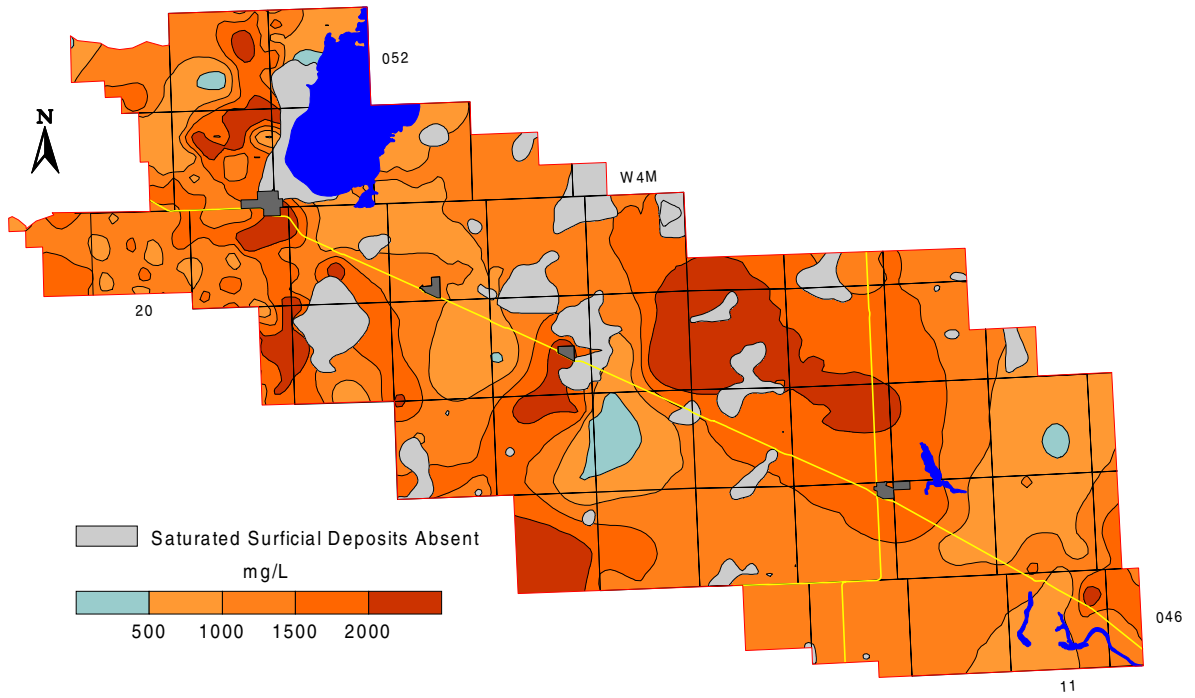 052
N
W4M
20
Saturated Surficial Deposits Absent
mg/L
500 1000 1500 2000
046
11